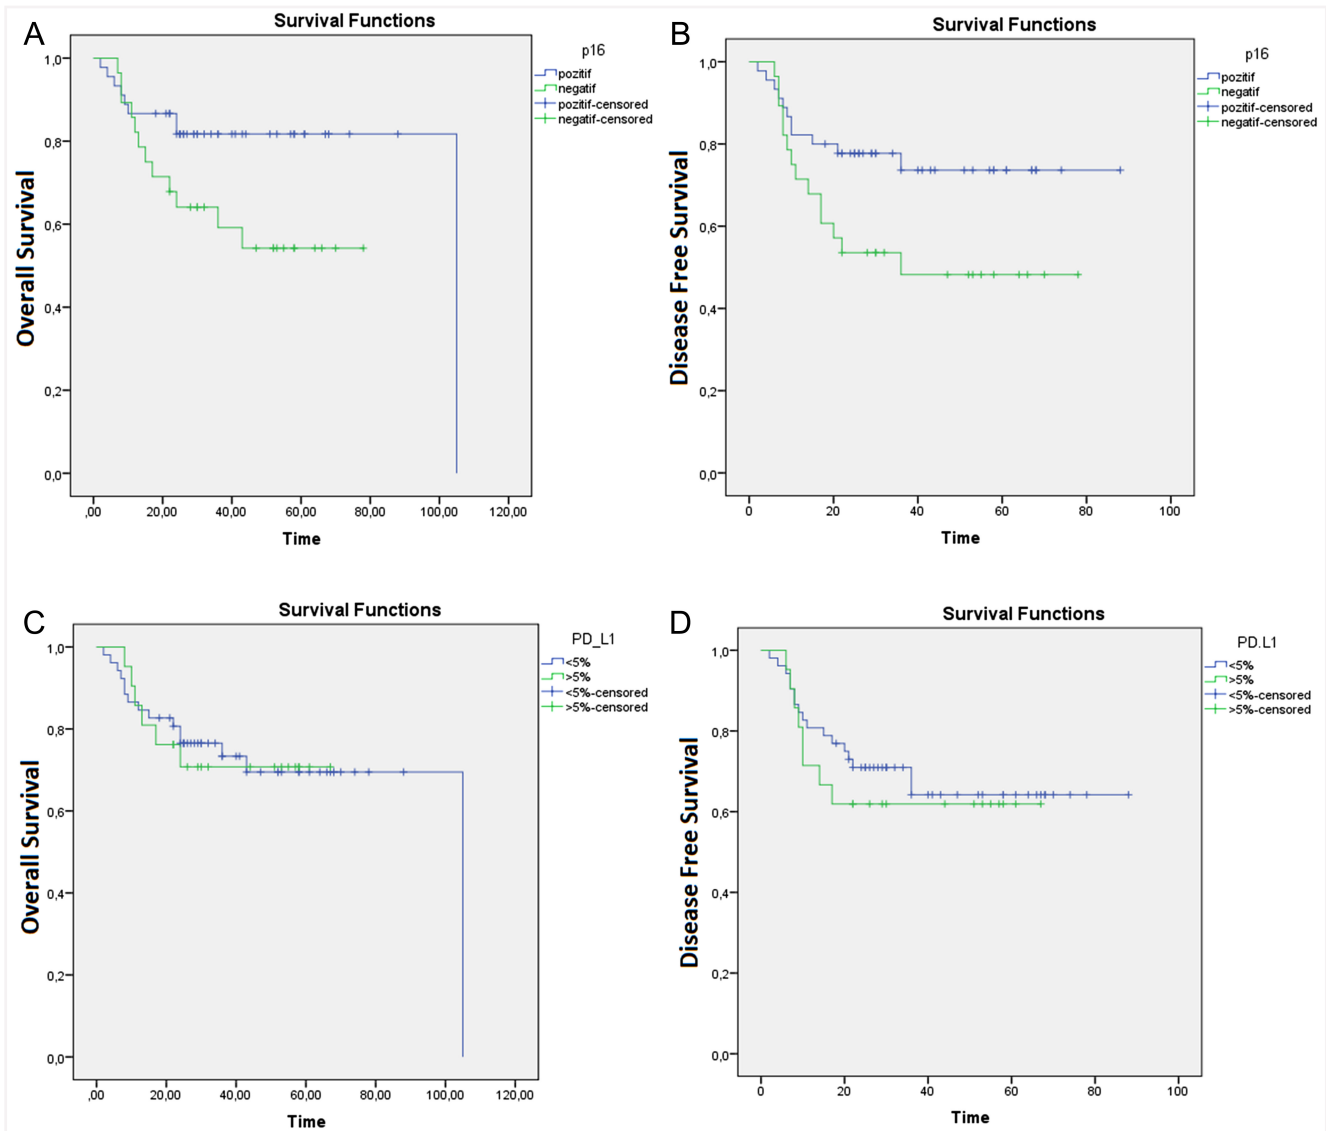 A
Survival Functions
Overall Survival
1,0
0,8
0,6
0,4
0,2
0,0
,00
20,00
40,00
60,00
80,00
100,00
120,00
Time
p16
pozitif
negatif
pozitif-censored
negatif-censored
B
Survival Functions
Disease Free Survival
1,0
0,8
0,6
0,4
0,2
0,0
0
20
40
60
80
100
Time
p16
pozitif
negatif
pozitif-censored
negatif-censored
C
Survival Functions
Overall Survival
1,0
0,8
0,6
0,4
0,2
0,0
,00
20,00
40,00
60,00
80,00
100,00
120,00
Time
PD_L1
<5%
>5%
<5%-censored
>5%-censored
D
Survival Functions
Disease Free Survival
1,0
0,8
0,6
0,4
0,2
0,0
0
20
40
60
80
100
Time
PD.L1
<5%
>5%
<5%-censored
>5%-censored